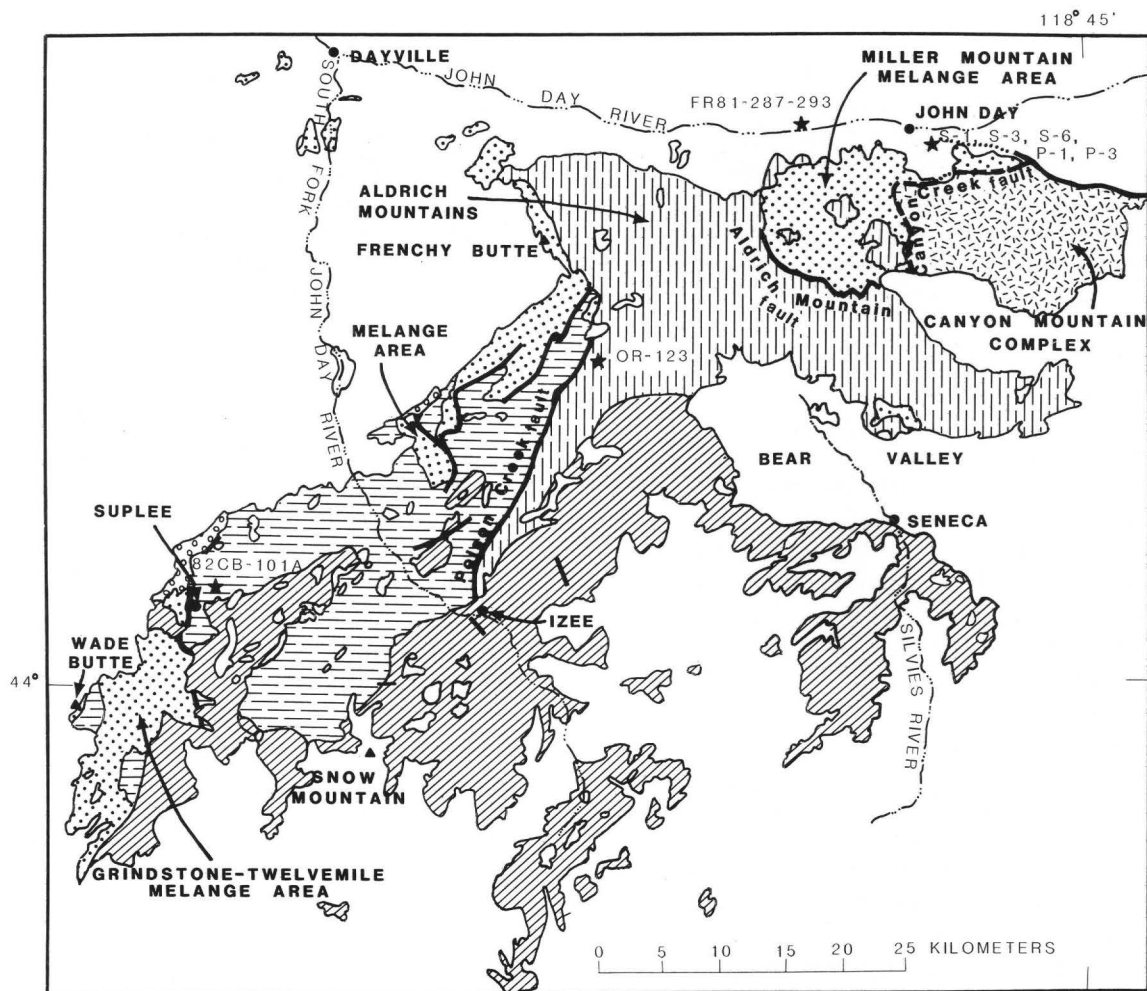 118° 45'
DAYVILLE
SOUTH FORK JOHN DAY RIVER
JOHN DAY RIVER
MILLER MOUNTAIN
MELANGE AREA
FR81-287-293
JOHN DAY
S-1, S-3, S-6,
P-1, P-3
Canyon Creek fault
ALDRICH
MOUNTAINS
FRENCHY BUTTE
Aldrich Mountain fault
CANYON MOUNTAIN
COMPLEX
MELANGE
AREA
OR-123
Poison Creek fault
BEAR VALLEY
SENECA
SUPLEE
82CB-101A
IZEE
WADE
BUTTE
44°
SILVIES RIVER
SNOW
MOUNTAIN
GRINDSTONE-TWELVEMILE
MELANGE AREA
0 5 10 15 20 25 KILOMETERS